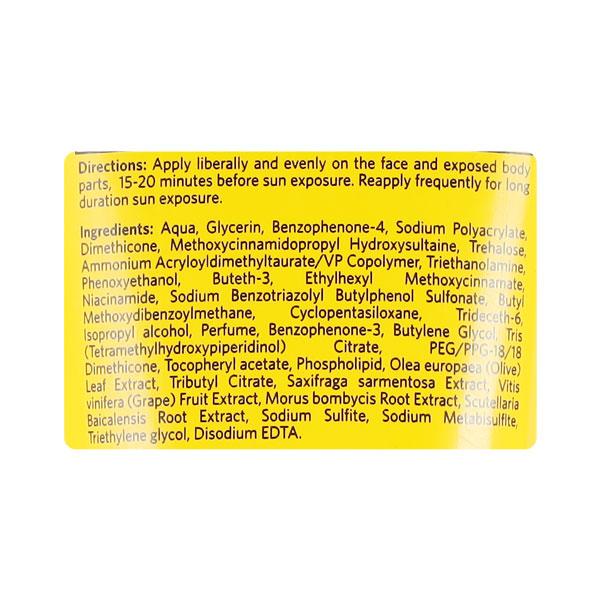 Directions: Apply liberally and evenly on the face and exposed body
parts, 15-20 minutes before sun exposure. Reapply frequently for long
duration sun exposure.
Ingredients: Aqua, Glycerin, Benzophenone-4, Sodium Polyacrylate,
Dimethicone, Methoxycinnamidopropyl Hydroxysultaine, Trehalose,
Ammonium Acryloyldimethyltaurate/VP Copolymer, Triethanolamine,
Phenoxyethanol, Buteth-3, Ethylhexyl Methoxycinnamate,
Niacinamide, Sodium Benzotriazolyl Butylphenol Sulfonate, Butyl
Methoxydibenzoylmethane, Cyclopentasiloxane, Trideceth-6,
Isopropyl alcohol, Perfume, Benzophenone-3, Butylene Glycol, Tris
(Tetramethylhydroxypiperidinol) Citrate, PEG/PPG-18/18
Dimethicone, Tocopheryl acetate, Phospholipid, Olea europaea (Olive)
Leaf Extract, Tributyl Citrate, Saxifraga sarmentosa Extract, Vitis
vinifera (Grape) Fruit Extract, Morus bombycis Root Extract, Scutellaria
Baicalensis Root Extract, Sodium Sulfite, Sodium Metabisulfite,
Triethylene glycol, Disodium EDTA.